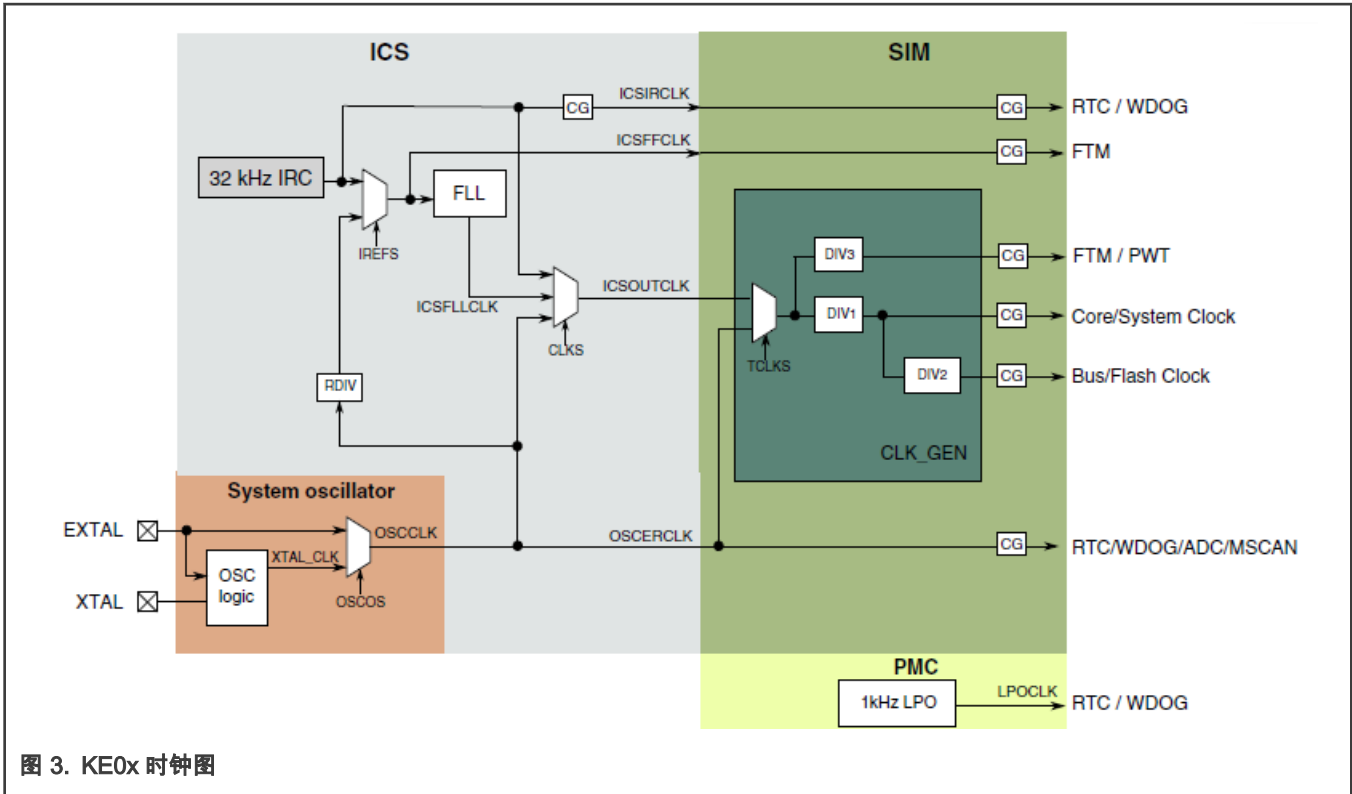 ICS
SIM
ICSIRCLK
CG
CG
RTC / WDOG
ICSFFCLK
CG
FTM
32 kHz IRC
FLL
IREFS
DIV3
CG
FTM / PWT
ICSOUTCLK
ICSFLLCLK
DIV1
CG
Core/System Clock
CLKS
TCLKS
RDIV
DIV2
CG
Bus/Flash Clock
CLK_GEN
System oscillator
EXTAL
OSCCLK
OSCERCLK
CG
RTC/WDOG/ADC/MSCAN
XTAL_CLK
OSC
logic
XTAL
OSCOS
PMC
1kHz LPO
LPOCLK
RTC / WDOG
图 3. KE0x 时钟图